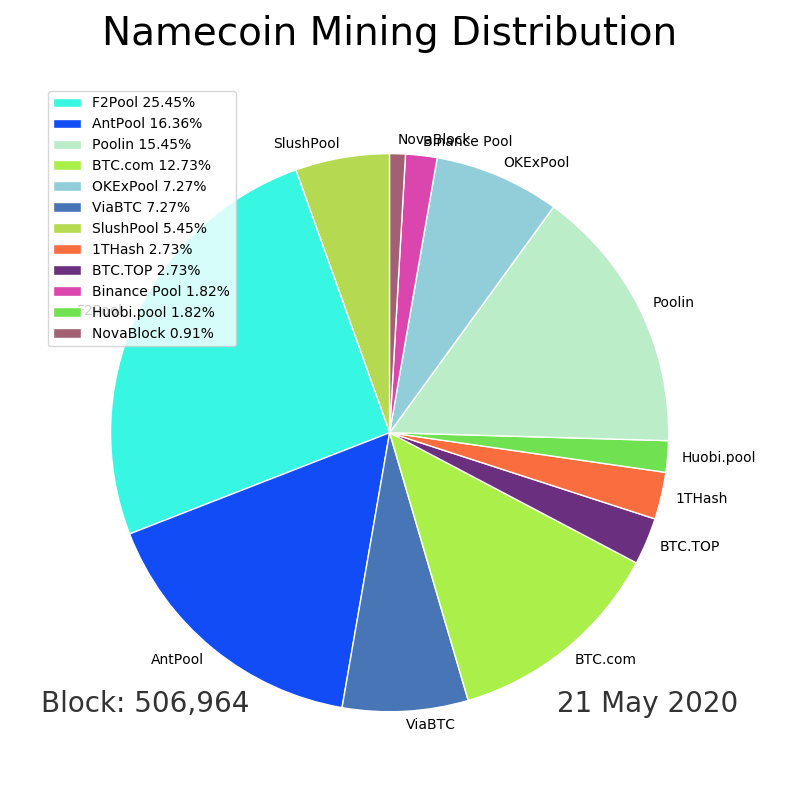 Namecoin Mining Distribution
F2Pool 25.45%
AntPool 16.36%
Poolin 15.45%
BTC.com 12.73%
OKExPool 7.27%
ViaBTC 7.27%
SlushPool 5.45%
1THash 2.73%
BTC.TOP 2.73%
Binance Pool 1.82%
Huobi.pool 1.82%
NovaBlock 0.91%
SlushPool
NovaBlock
Binance Pool
OKExPool
F2Pool
Poolin
Huobi.pool
1THash
BTC.TOP
AntPool
BTC.com
ViaBTC
Block: 506,964
21 May 2020